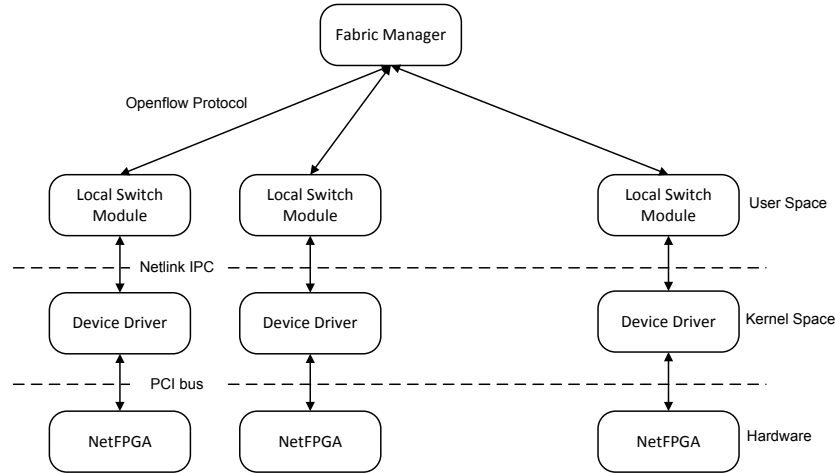 Fabric Manager
Openflow Protocol
Local Switch
Module
Local Switch
Module
Local Switch
Module
User Space
Netlink IPC
Device Driver
Device Driver
Device Driver
Kernel Space
PCI bus
NetFPGA
NetFPGA
NetFPGA
Hardware